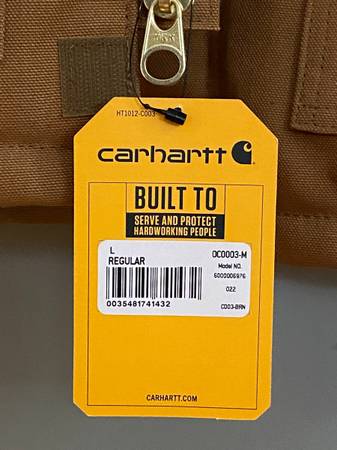 HT1012-C003
carhartt
BUILT TO
SERVE AND PROTECT
HARDWORKING PEOPLE
L
REGULAR
OC0003-M
Model NO.
6000006976
022
C003-BRN
0035481741432
CARHARTT.COM